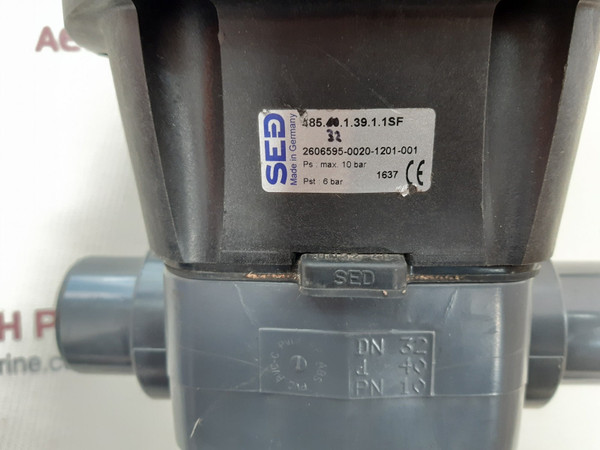 SED
Made in Germany
485. .1.39.1.1SF
32
2606595-0020-1201-001
Ps : max. 10 bar
1637 CE
Pst : 6 bar
SED
DN 32
d 40
PN 10